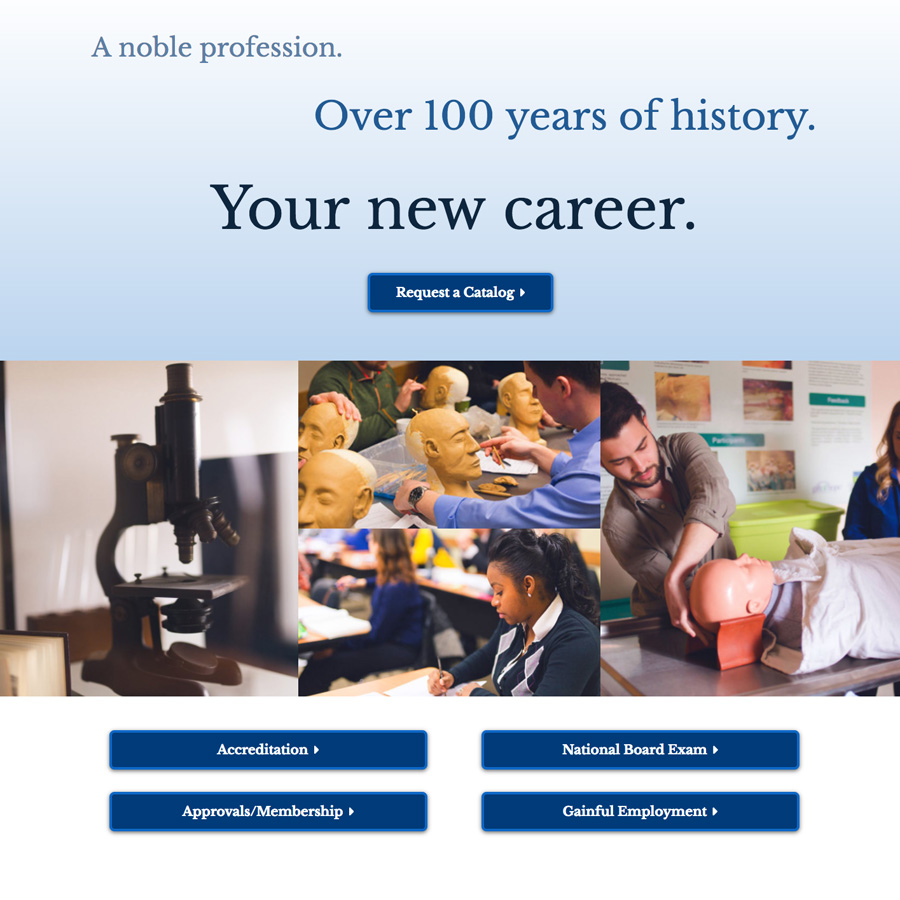 A noble profession.
Over 100 years of history.
Your new career.
Request a Catalog
Feedback
Accreditation
National Board Exam
Approvals/Membership
Gainful Employment